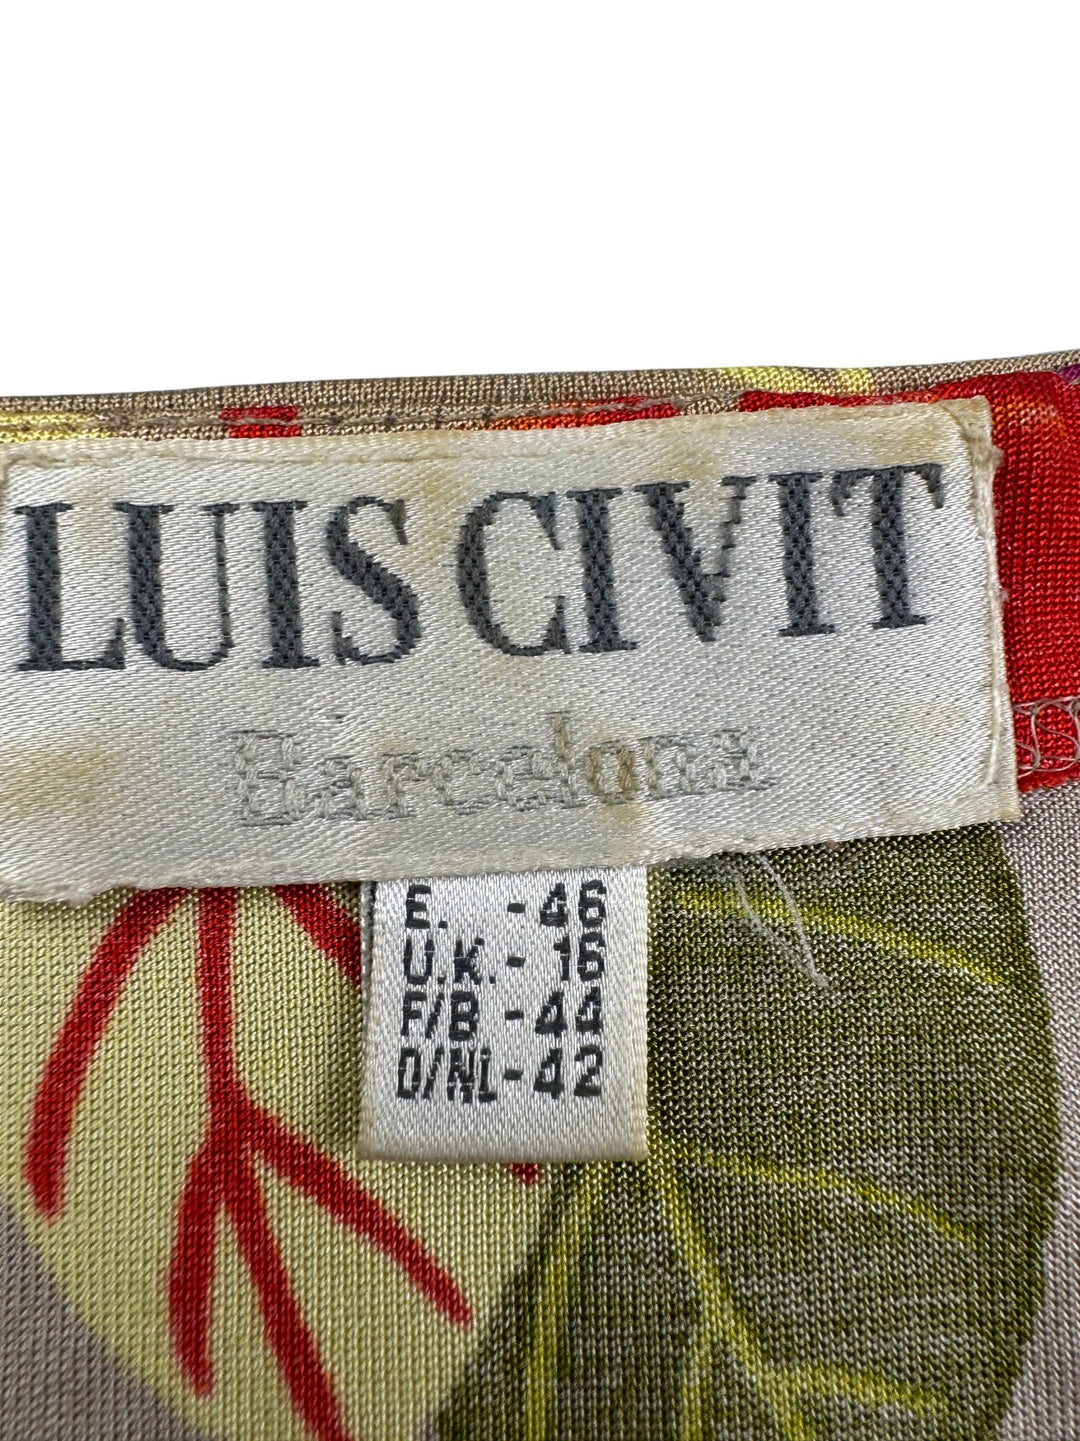 LUIS CIVIT
Barcelona
E. - 46
U.K. - 16
F/B - 44
D/NL - 42